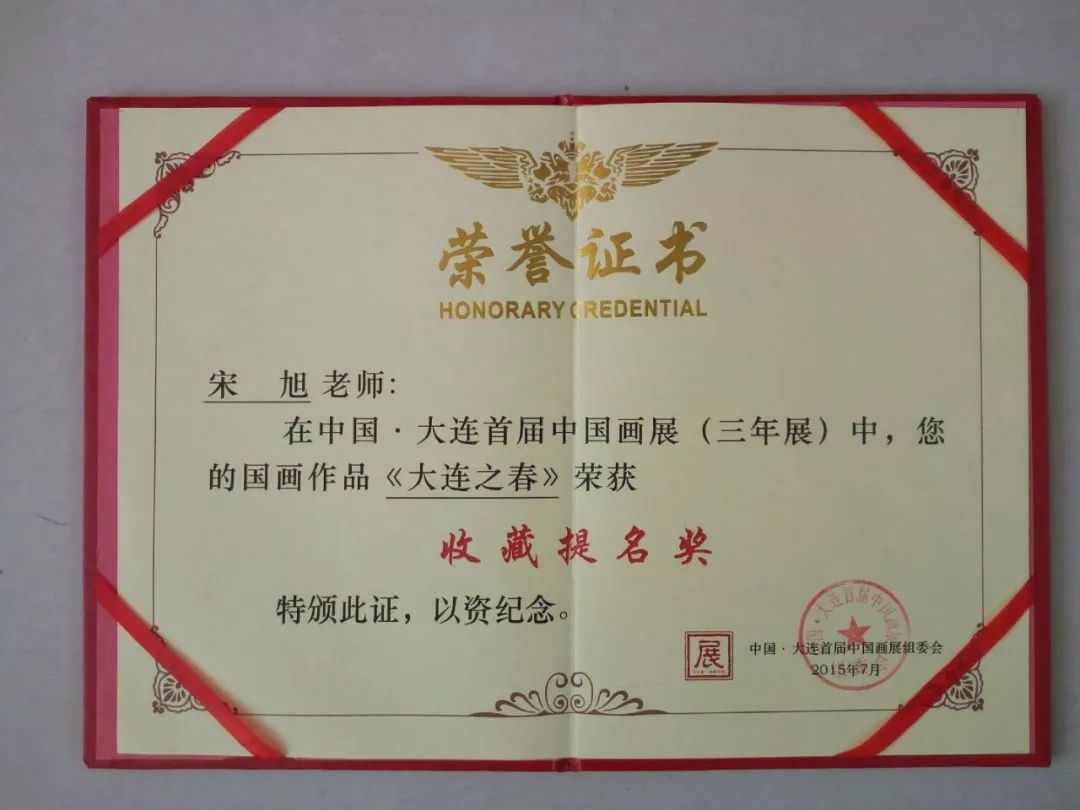 荣誉证书
HONORARY CREDENTIAL
宋 旭 老师:
在中国·大连首届中国画展（三年展）中，您
的国画作品《大连之春》荣获
收藏提名奖
特颁此证，以资纪念。
展
中国·大连首届中国画展组委会
2015年7月